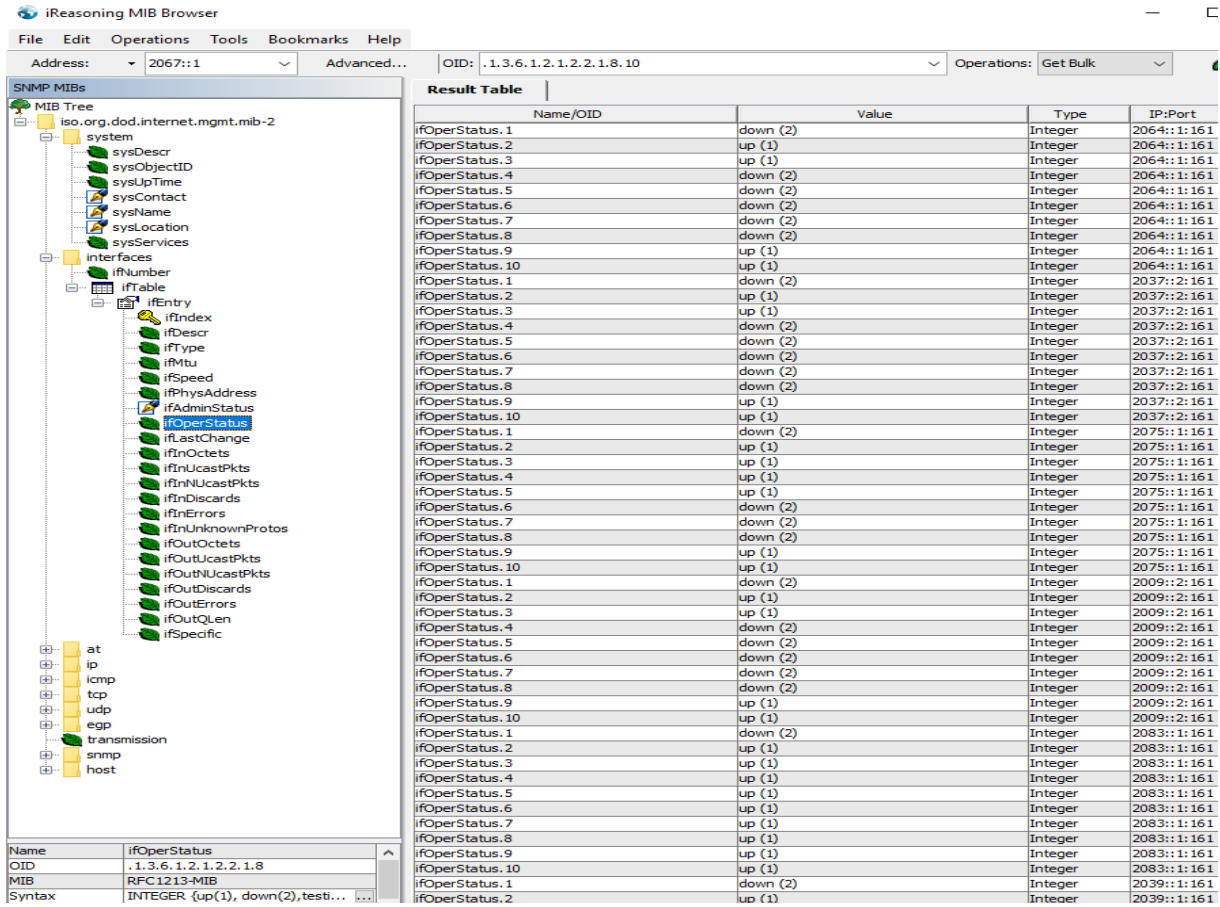 iReasoning MIB Browser
File Edit Operations Tools Bookmarks Help
Address: 2067::1 Advanced... OID: .1.3.6.1.2.1.2.2.1.8.10 Operations: Get Bulk
SNMP MIBs
MIB Tree
iso.org.dod.internet.mgmt.mib-2
system
sysDescr
sysObjectID
sysUpTime
sysContact
sysName
sysLocation
sysServices
interfaces
ifNumber
ifTable
ifEntry
ifIndex
ifDescr
ifType
ifMtu
ifSpeed
ifPhysAddress
ifAdminStatus
ifOperStatus
ifLastChange
ifInOctets
ifInUcastPkts
ifInNUcastPkts
ifInDiscards
ifInErrors
ifInUnknownProtos
ifOutOctets
ifOutUcastPkts
ifOutNUcastPkts
ifOutDiscards
ifOutErrors
ifOutQLen
ifSpecific
at
ip
icmp
tcp
udp
egp
transmission
snmp
host
Name ifOperStatus
OID .1.3.6.1.2.1.2.2.1.8
MIB RFC1213-MIB
Syntax INTEGER {up(1), down(2),testi... ...
Result Table
Name/OID Value Type IP:Port
ifOperStatus.1 down (2) Integer 2064::1:161
ifOperStatus.2 up (1) Integer 2064::1:161
ifOperStatus.3 up (1) Integer 2064::1:161
ifOperStatus.4 down (2) Integer 2064::1:161
ifOperStatus.5 down (2) Integer 2064::1:161
ifOperStatus.6 down (2) Integer 2064::1:161
ifOperStatus.7 down (2) Integer 2064::1:161
ifOperStatus.8 down (2) Integer 2064::1:161
ifOperStatus.9 up (1) Integer 2064::1:161
ifOperStatus.10 up (1) Integer 2064::1:161
ifOperStatus.1 down (2) Integer 2037::2:161
ifOperStatus.2 up (1) Integer 2037::2:161
ifOperStatus.3 up (1) Integer 2037::2:161
ifOperStatus.4 down (2) Integer 2037::2:161
ifOperStatus.5 down (2) Integer 2037::2:161
ifOperStatus.6 down (2) Integer 2037::2:161
ifOperStatus.7 down (2) Integer 2037::2:161
ifOperStatus.8 down (2) Integer 2037::2:161
ifOperStatus.9 up (1) Integer 2037::2:161
ifOperStatus.10 up (1) Integer 2037::2:161
ifOperStatus.1 down (2) Integer 2075::1:161
ifOperStatus.2 up (1) Integer 2075::1:161
ifOperStatus.3 up (1) Integer 2075::1:161
ifOperStatus.4 up (1) Integer 2075::1:161
ifOperStatus.5 up (1) Integer 2075::1:161
ifOperStatus.6 down (2) Integer 2075::1:161
ifOperStatus.7 down (2) Integer 2075::1:161
ifOperStatus.8 down (2) Integer 2075::1:161
ifOperStatus.9 up (1) Integer 2075::1:161
ifOperStatus.10 up (1) Integer 2075::1:161
ifOperStatus.1 down (2) Integer 2009::2:161
ifOperStatus.2 up (1) Integer 2009::2:161
ifOperStatus.3 up (1) Integer 2009::2:161
ifOperStatus.4 down (2) Integer 2009::2:161
ifOperStatus.5 down (2) Integer 2009::2:161
ifOperStatus.6 down (2) Integer 2009::2:161
ifOperStatus.7 down (2) Integer 2009::2:161
ifOperStatus.8 down (2) Integer 2009::2:161
ifOperStatus.9 up (1) Integer 2009::2:161
ifOperStatus.10 up (1) Integer 2009::2:161
ifOperStatus.1 down (2) Integer 2083::1:161
ifOperStatus.2 up (1) Integer 2083::1:161
ifOperStatus.3 up (1) Integer 2083::1:161
ifOperStatus.4 up (1) Integer 2083::1:161
ifOperStatus.5 up (1) Integer 2083::1:161
ifOperStatus.6 up (1) Integer 2083::1:161
ifOperStatus.7 up (1) Integer 2083::1:161
ifOperStatus.8 up (1) Integer 2083::1:161
ifOperStatus.9 up (1) Integer 2083::1:161
ifOperStatus.10 up (1) Integer 2083::1:161
ifOperStatus.1 down (2) Integer 2039::1:161
ifOperStatus.2 up (1) Integer 2039::1:161